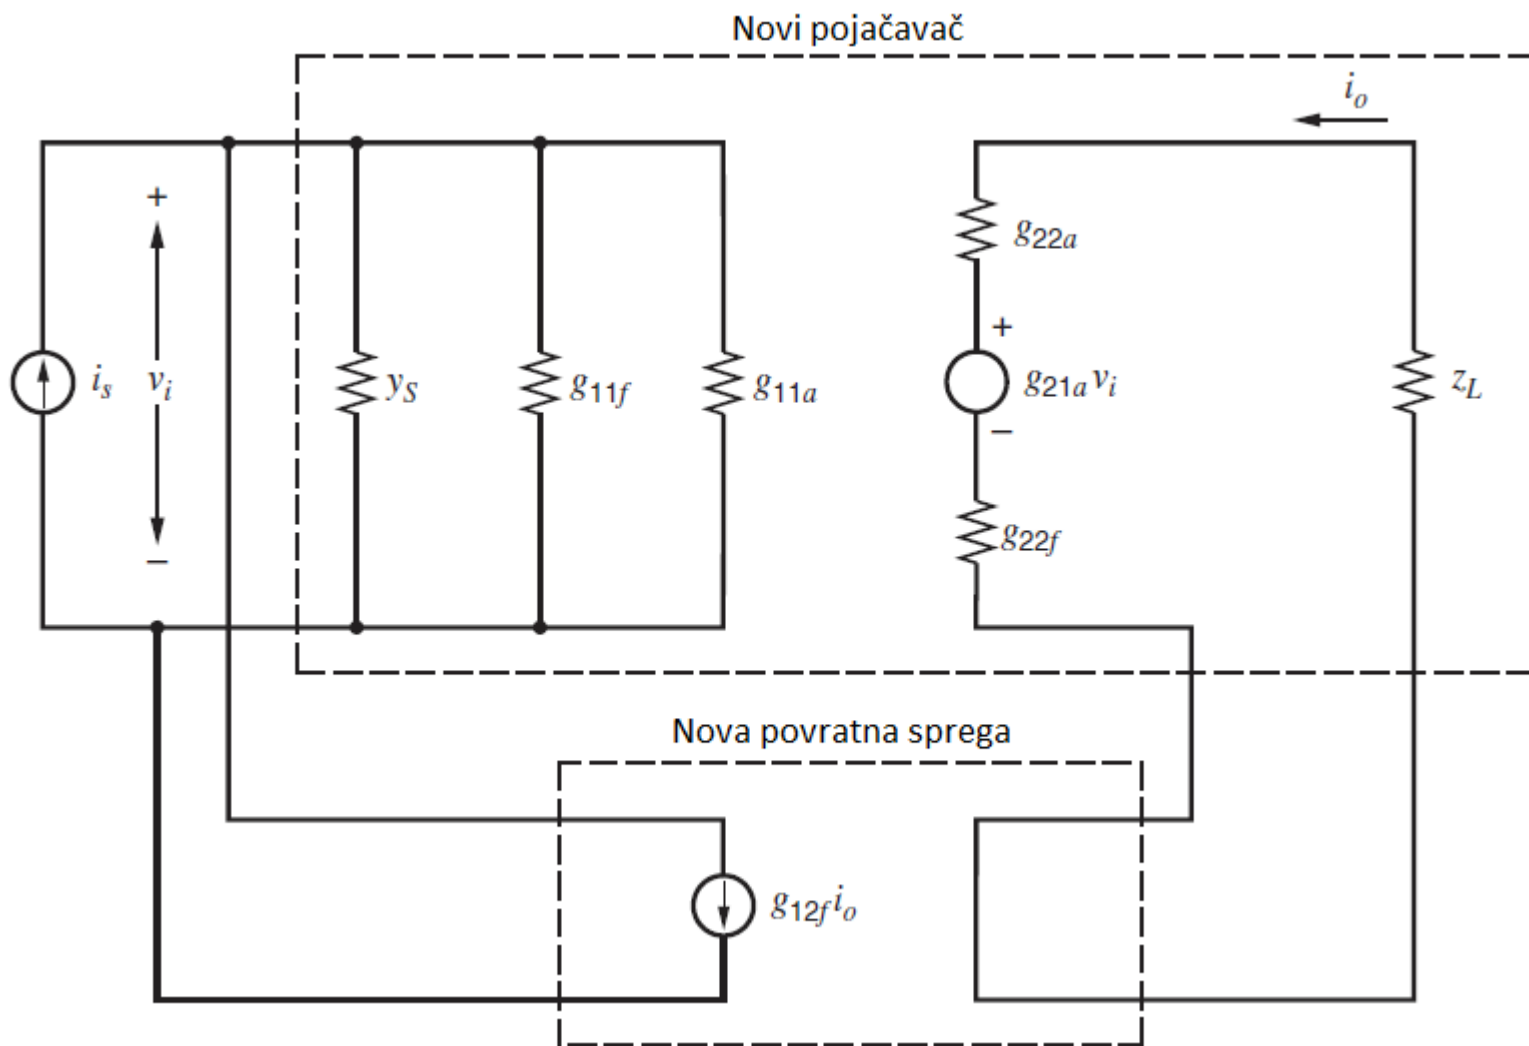 Novi pojačavač
i_o
+
g_22a
+
i_s
v_i
y_S
g_11f
g_11a
g_21a v_i
z_L
−
g_22f
−
Nova povratna sprega
g_12f i_o